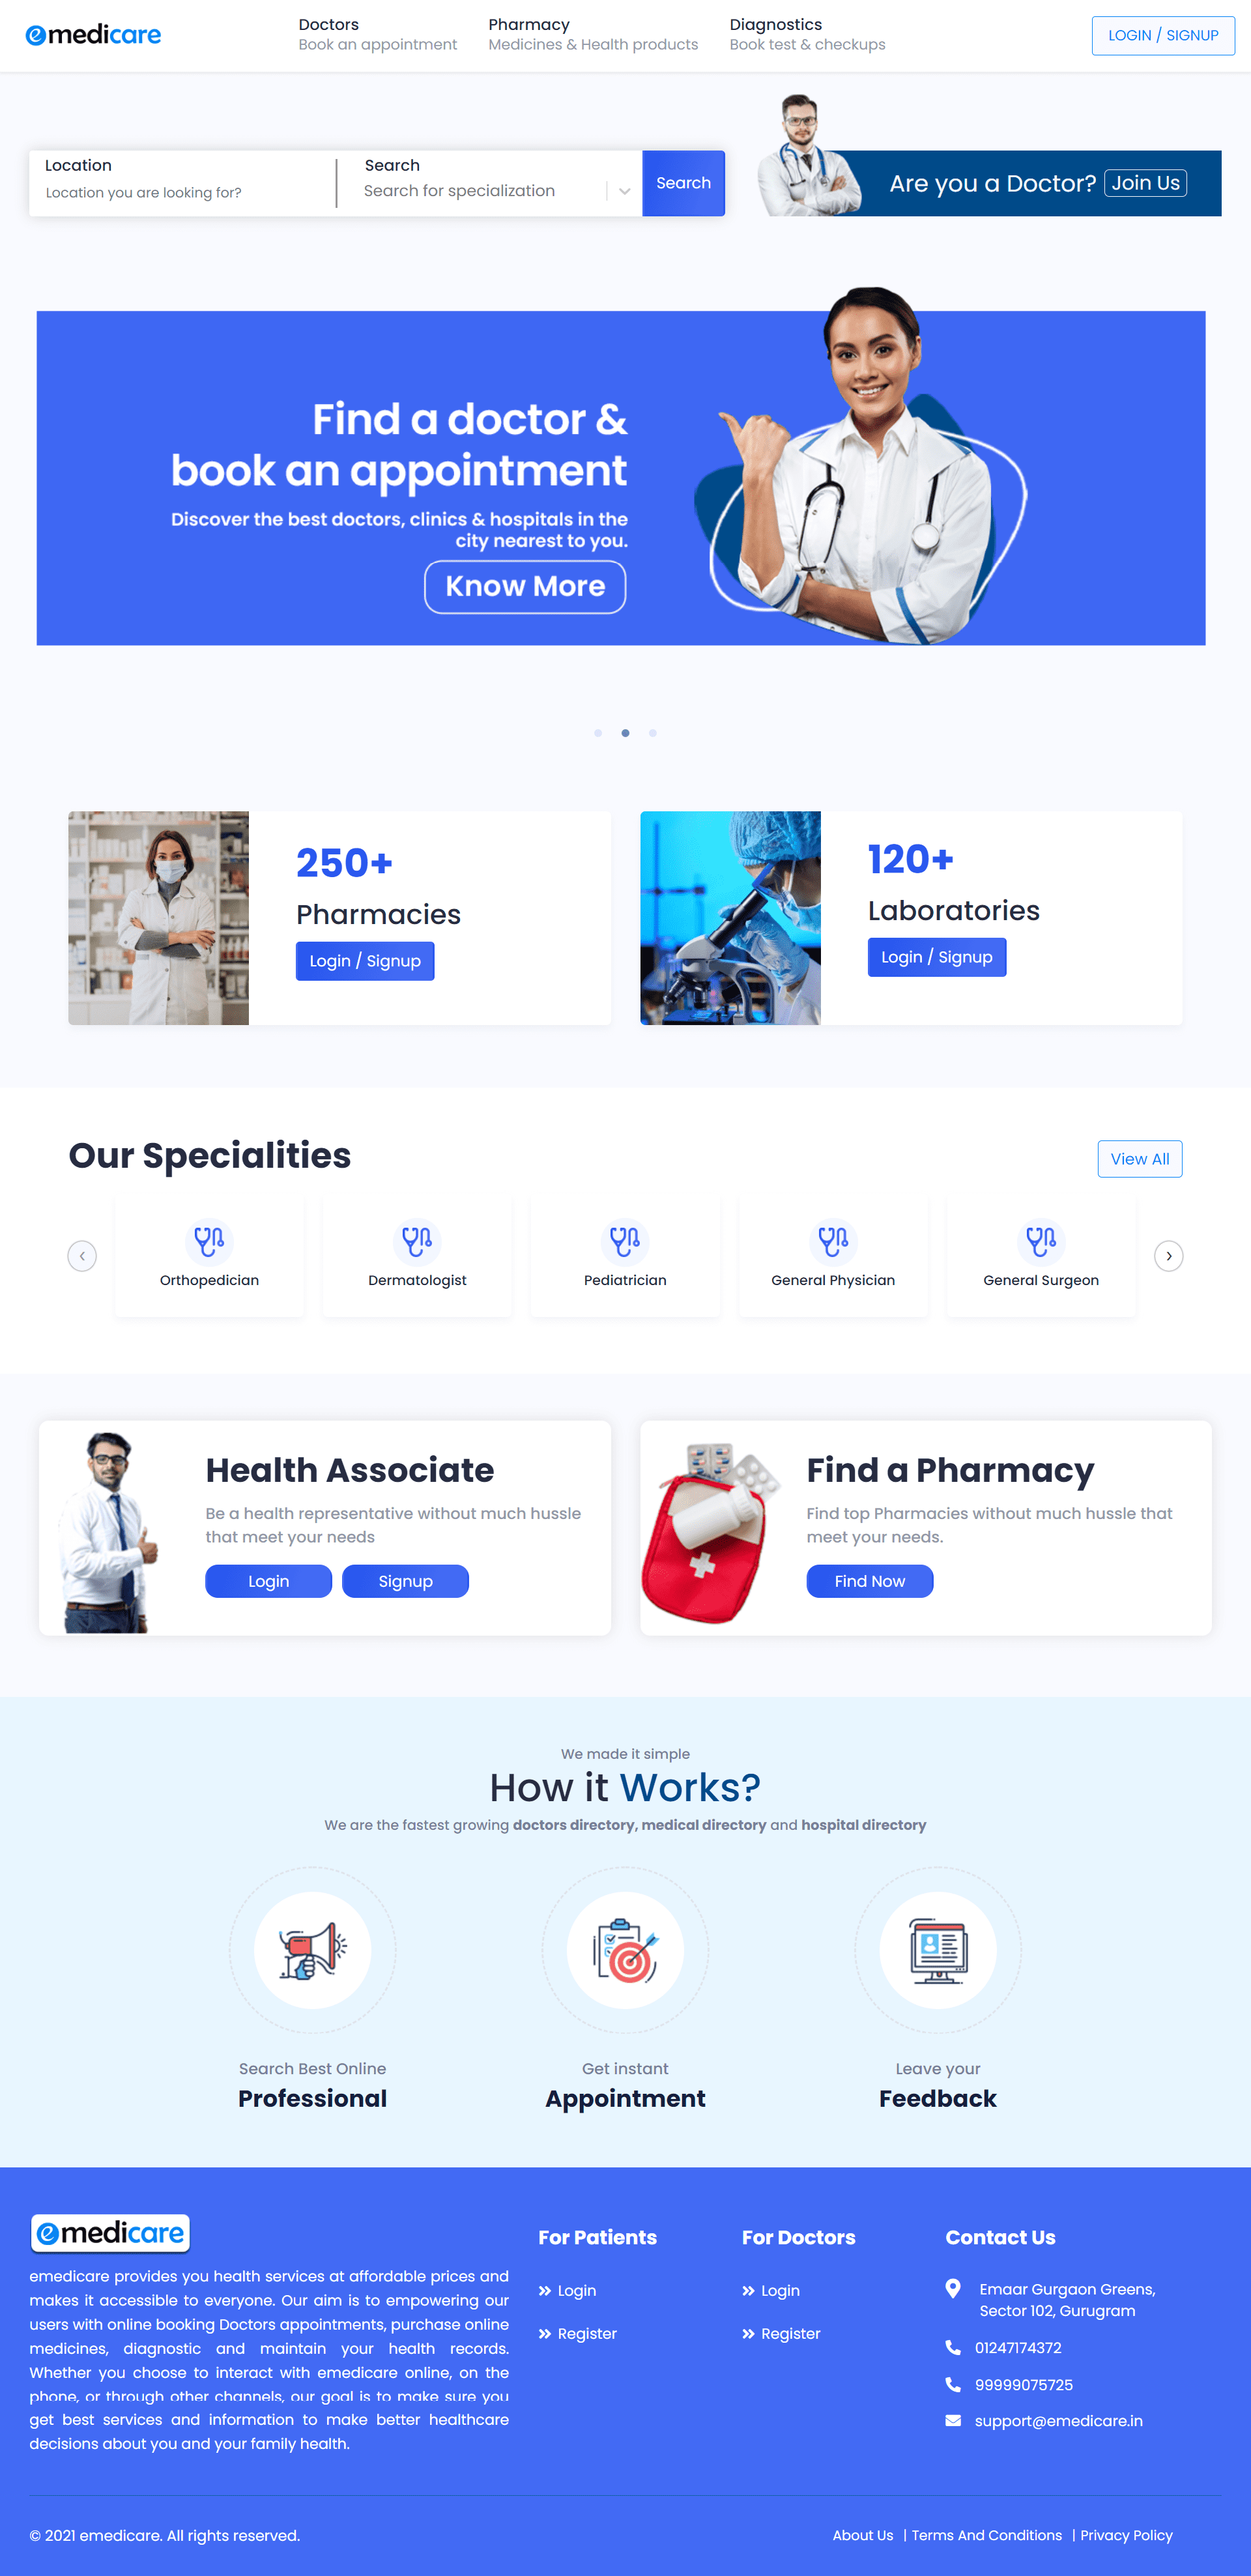 emedicare
Doctors
Book an appointment
Pharmacy
Medicines & Health products
Diagnostics
Book test & checkups
LOGIN / SIGNUP
Location
Location you are looking for?
Search
Search for specialization
Search
Are you a Doctor? Join Us
Find a doctor &
book an appointment
Discover the best doctors, clinics & hospitals in the
city nearest to you.
Know More
250+
Pharmacies
Login / Signup
120+
Laboratories
Login / Signup
Our Specialities
View All
Orthopedician
Dermatologist
Pediatrician
General Physician
General Surgeon
Health Associate
Be a health representative without much hussle
that meet your needs
Login
Signup
Find a Pharmacy
Find top Pharmacies without much hussle that
meet your needs.
Find Now
We made it simple
How it Works?
We are the fastest growing doctors directory, medical directory and hospital directory
Search Best Online
Professional
Get instant
Appointment
Leave your
Feedback
emedicare
emedicare provides you health services at affordable prices and
makes it accessible to everyone. Our aim is to empowering our
users with online booking Doctors appointments, purchase online
medicines, diagnostic and maintain your health records.
Whether you choose to interact with emedicare online, on the
phone, or through other channels, our goal is to make sure you
get best services and information to make better healthcare
decisions about you and your family health.
For Patients
Login
Register
For Doctors
Login
Register
Contact Us
Emaar Gurgaon Greens,
Sector 102, Gurugram
01247174372
99999075725
support@emedicare.in
© 2021 emedicare. All rights reserved.
About Us | Terms And Conditions | Privacy Policy